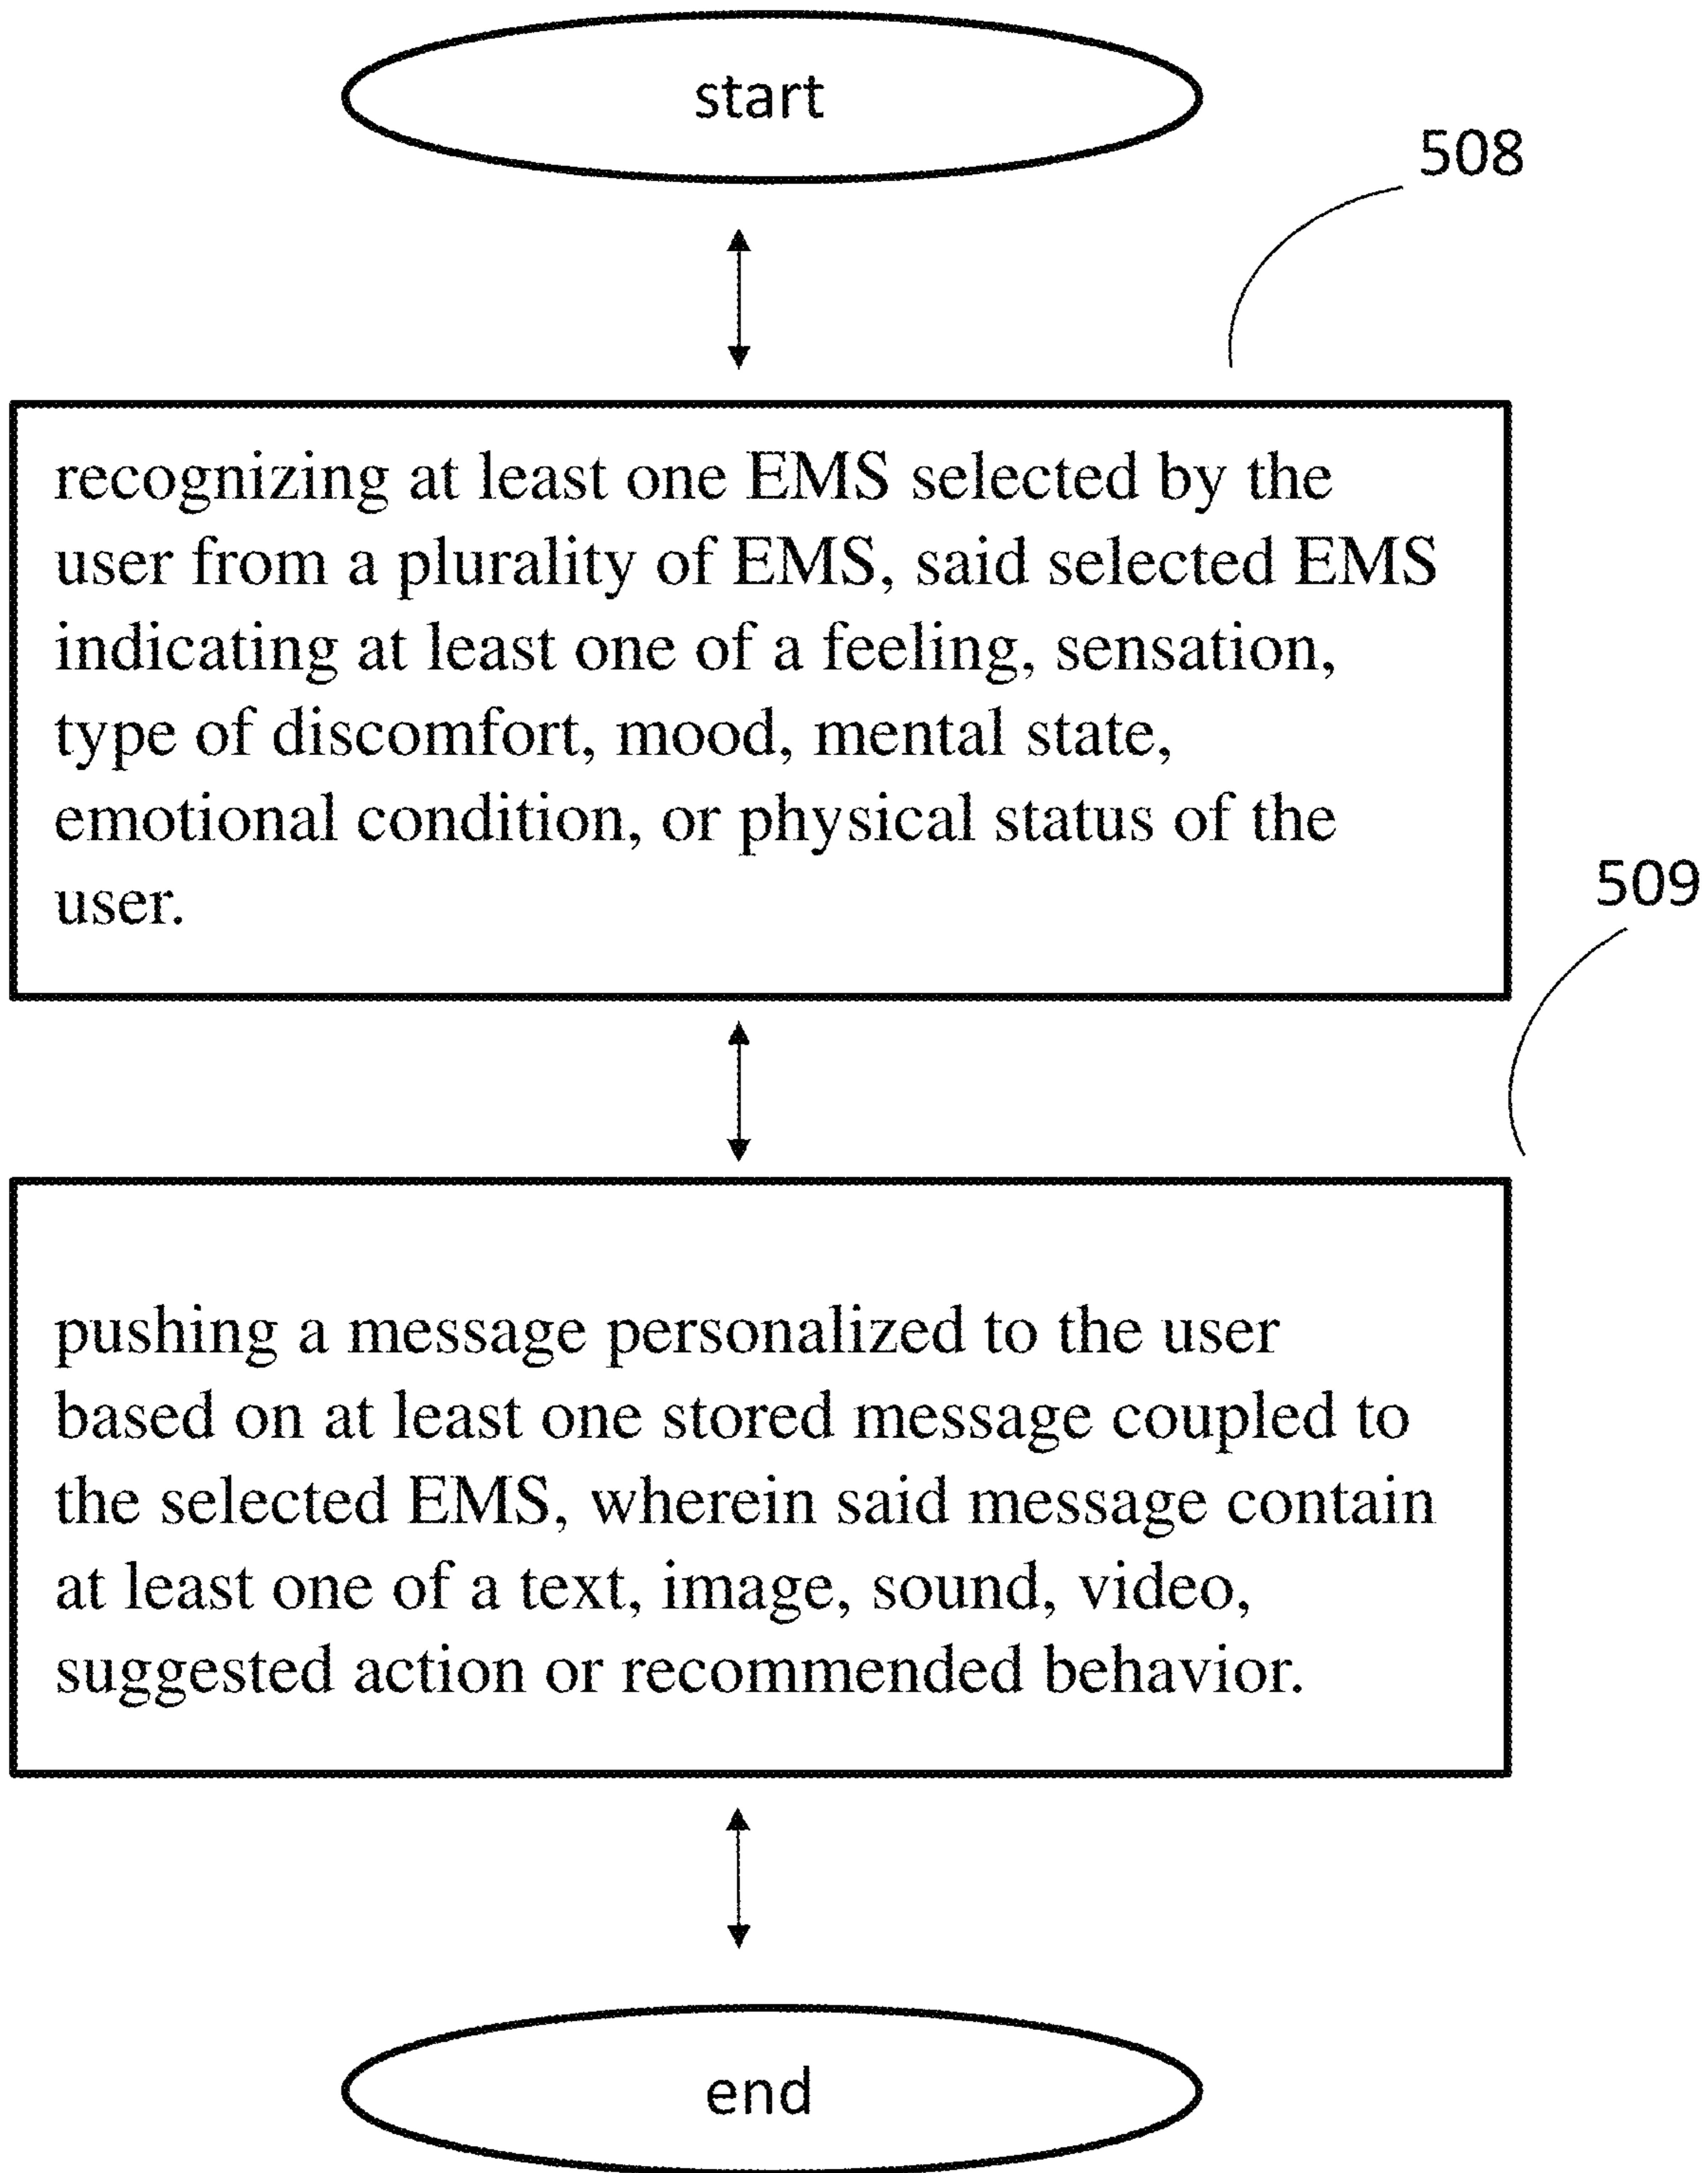 start
508
recognizing at least one EMS selected by the
user from a plurality of EMS, said selected EMS
indicating at least one of a feeling, sensation,
type of discomfort, mood, mental state,
emotional condition, or physical status of the
user.
509
pushing a message personalized to the user
based on at least one stored message coupled to
the selected EMS, wherein said message contain
at least one of a text, image, sound, video,
suggested action or recommended behavior.
end